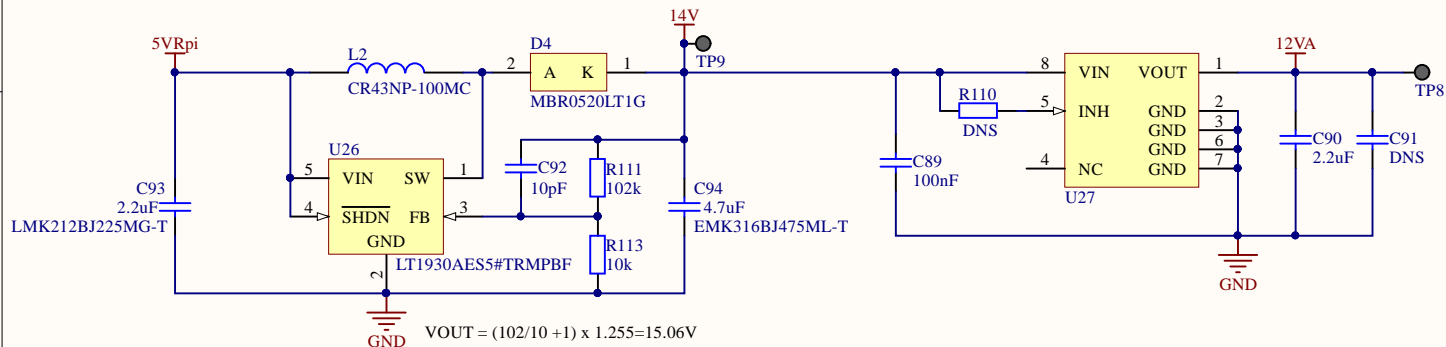 14V
TP9
5VRpi
L2
CR43NP-100MC
D4
2 A K 1
MBR0520LT1G
12VA
8 VIN VOUT 1
TP8
R110
DNS
5 INH
GND 2
GND 3
GND 6
4 NC GND 7
U27
C89
100nF
C90
2.2uF
C91
DNS
GND
U26
5 VIN SW 1
4 SHDN FB 3
GND
2
LT1930AES5#TRMPBF
C92
10pF
R111
102k
R113
10k
C93
2.2uF
LMK212BJ225MG-T
C94
4.7uF
EMK316BJ475ML-T
GND
VOUT = (102/10 +1) x 1.255=15.06V